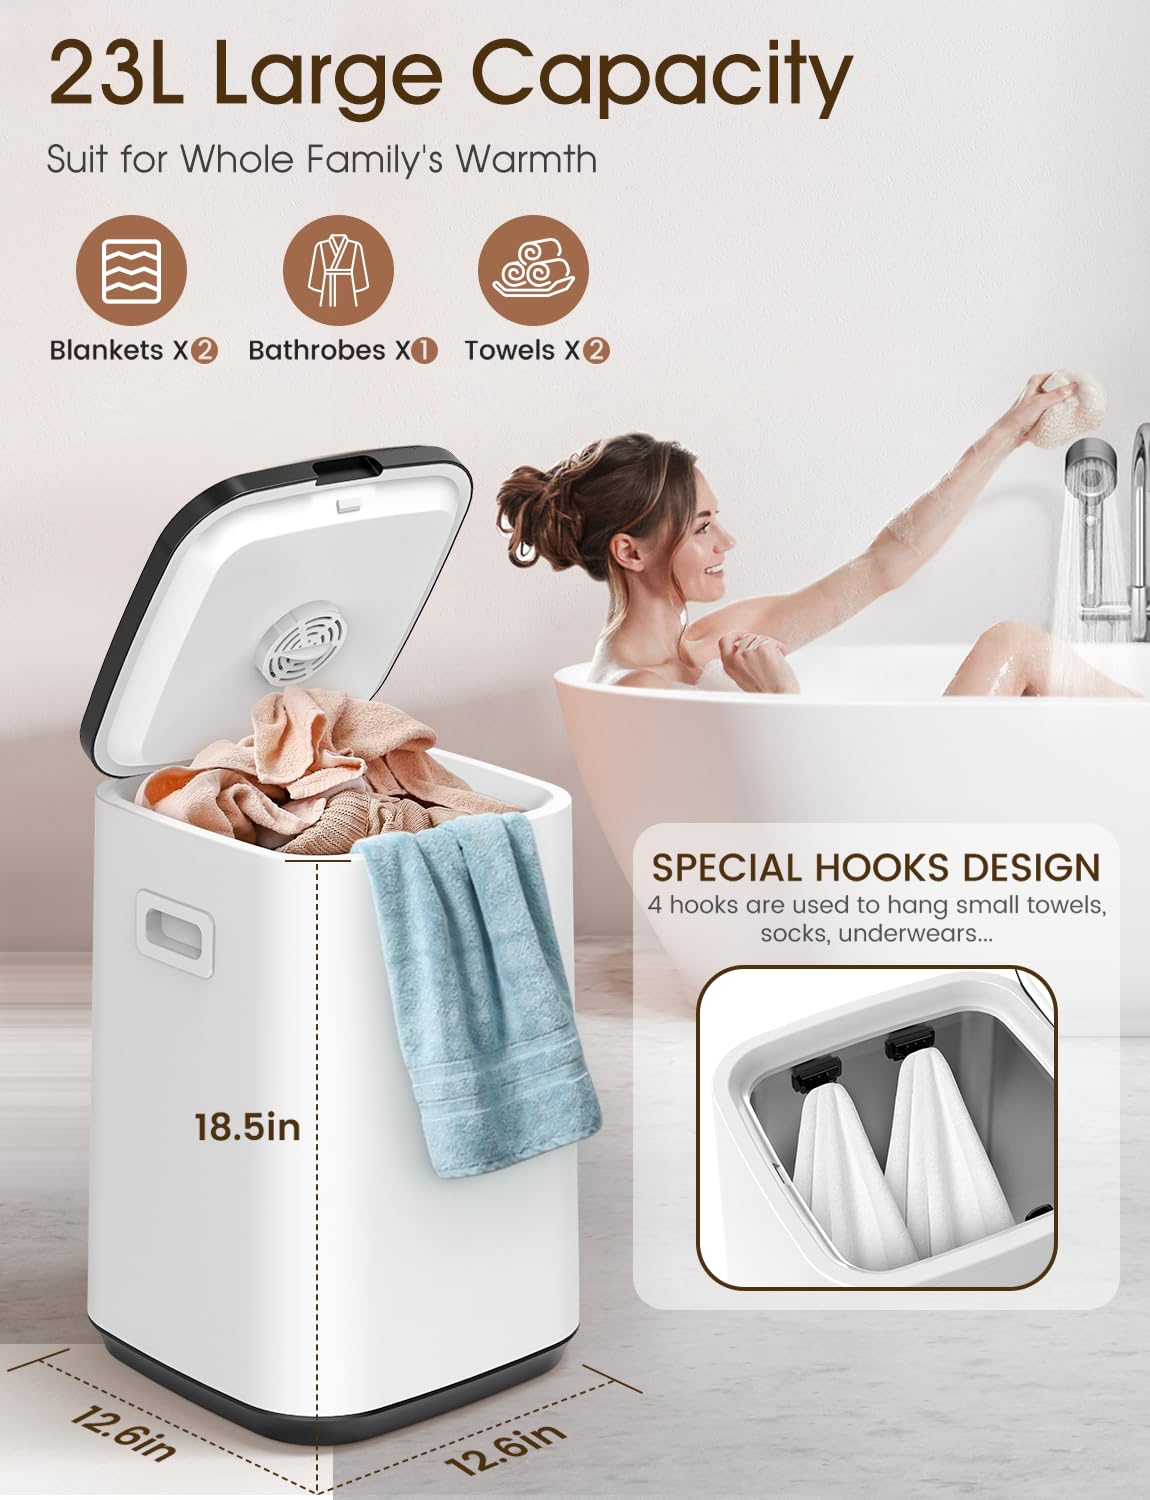 23L Large Capacity
Suit for Whole Family's Warmth
Blankets X2 Bathrobes X1 Towels X2
SPECIAL HOOKS DESIGN
4 hooks are used to hang small towels,
socks, underwears...
18.5in
12.6in
12.6in